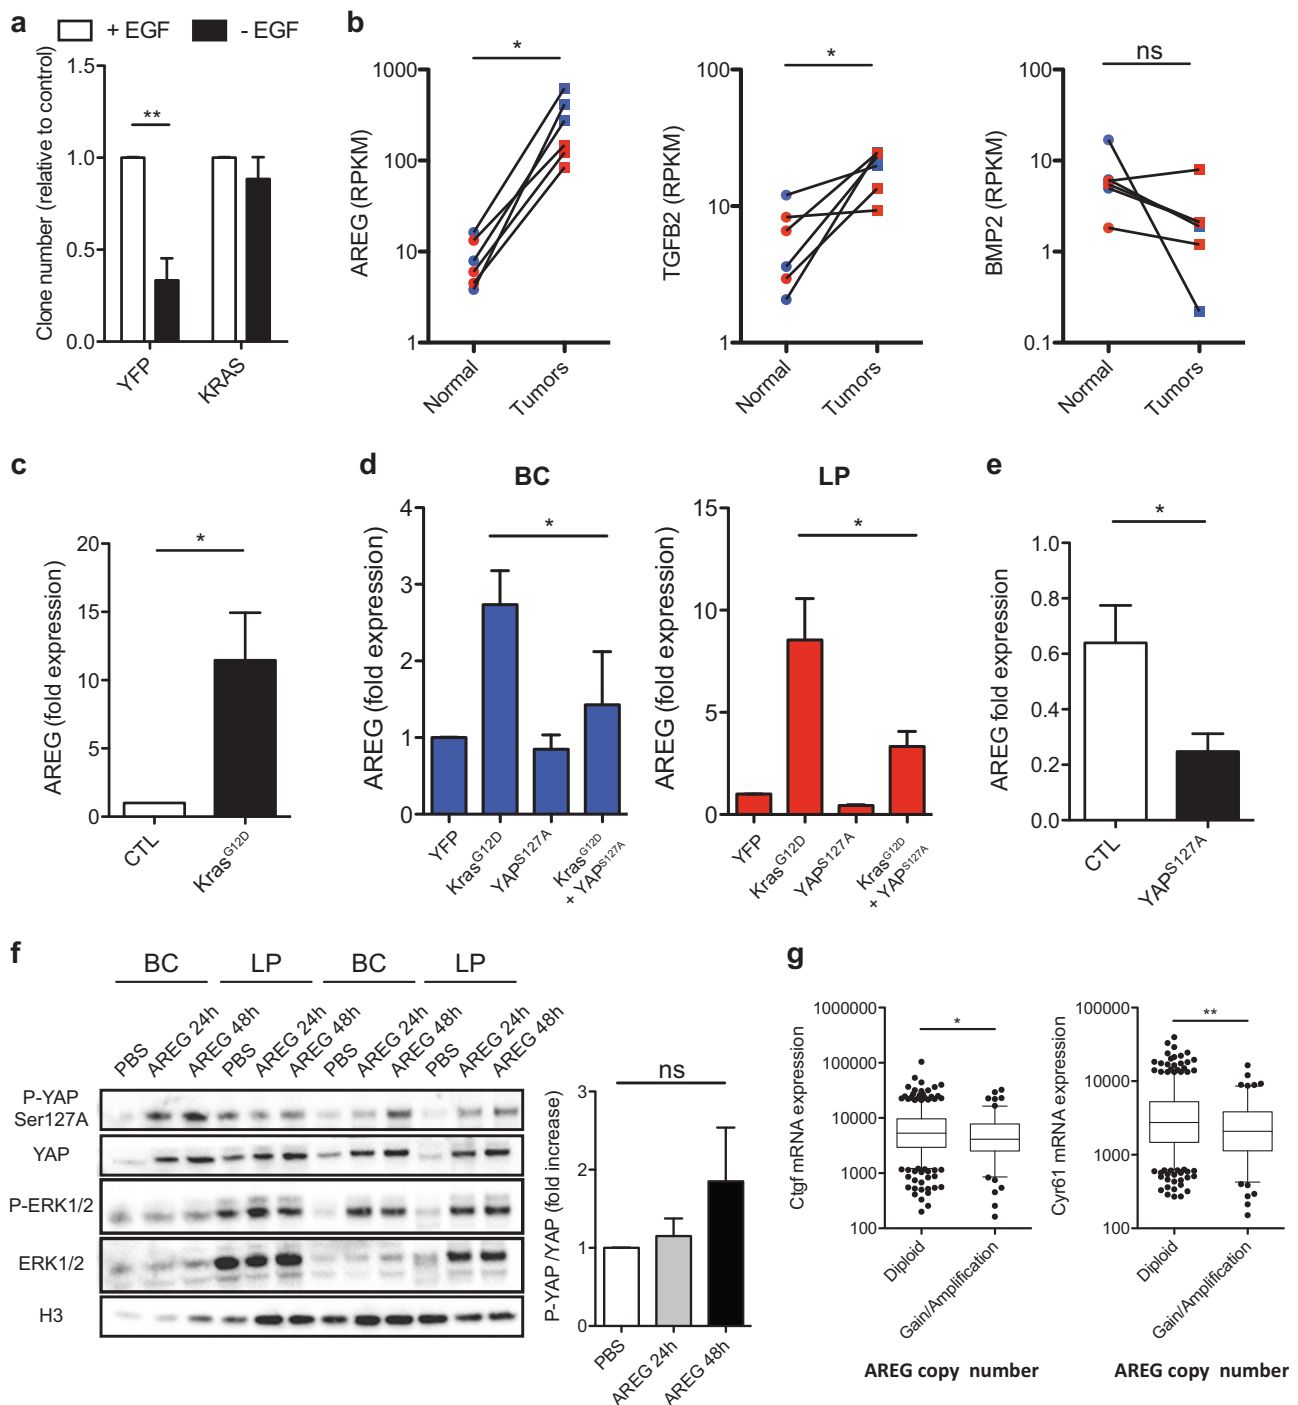 a
+ EGF
- EGF
Clone number (relative to control)
1.5
1.0
0.5
0.0
**
YFP
KRAS
b
AREG (RPKM)
1000
100
10
1
*
Normal
Tumors
TGFB2 (RPKM)
100
10
1
*
Normal
Tumors
BMP2 (RPKM)
100
10
1
0.1
ns
Normal
Tumors
c
AREG (fold expression)
20
15
10
5
0
*
CTL
Kras^G12D
d
BC
AREG (fold expression)
4
3
2
1
0
*
YFP
Kras^G12D
YAP^S127A
Kras^G12D
+ YAP^S127A
LP
AREG (fold expression)
15
10
5
0
*
YFP
Kras^G12D
YAP^S127A
Kras^G12D
+ YAP^S127A
e
AREG fold expression
1.0
0.8
0.6
0.4
0.2
0.0
*
CTL
YAP^S127A
f
BC
LP
BC
LP
PBS
AREG 24h
AREG 48h
PBS
AREG 24h
AREG 48h
PBS
AREG 24h
AREG 48h
PBS
AREG 24h
AREG 48h
P-YAP
Ser127A
YAP
P-ERK1/2
ERK1/2
H3
P-YAP /YAP (fold increase)
3
2
1
0
ns
PBS
AREG 24h
AREG 48h
g
Ctgf mRNA expression
1000000
100000
10000
1000
100
*
Diploid
Gain/Amplification
AREG copy number
Cyr61 mRNA expression
100000
10000
1000
100
**
Diploid
Gain/Amplification
AREG copy number